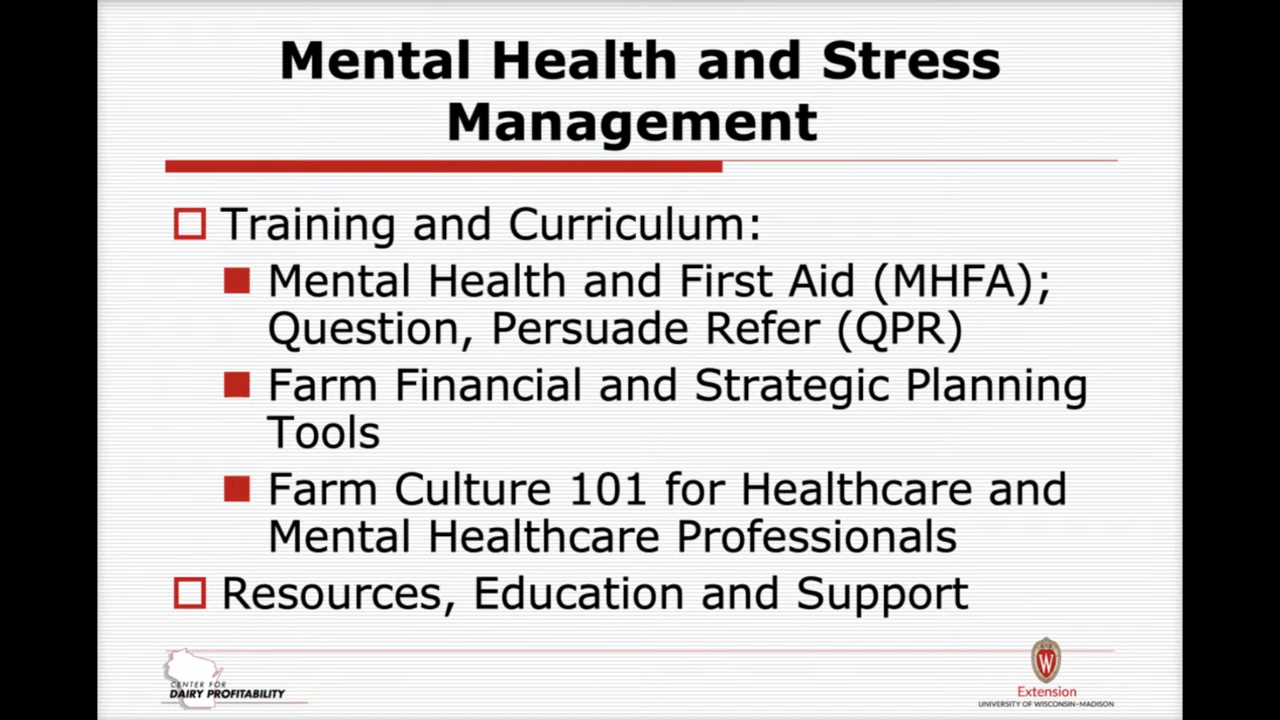 Mental Health and Stress
Management
Training and Curriculum:
Mental Health and First Aid (MHFA);
Question, Persuade Refer (QPR)
Farm Financial and Strategic Planning
Tools
Farm Culture 101 for Healthcare and
Mental Healthcare Professionals
Resources, Education and Support
CENTER FOR
DAIRY PROFITABILITY
W
Extension
UNIVERSITY OF WISCONSIN-MADISON